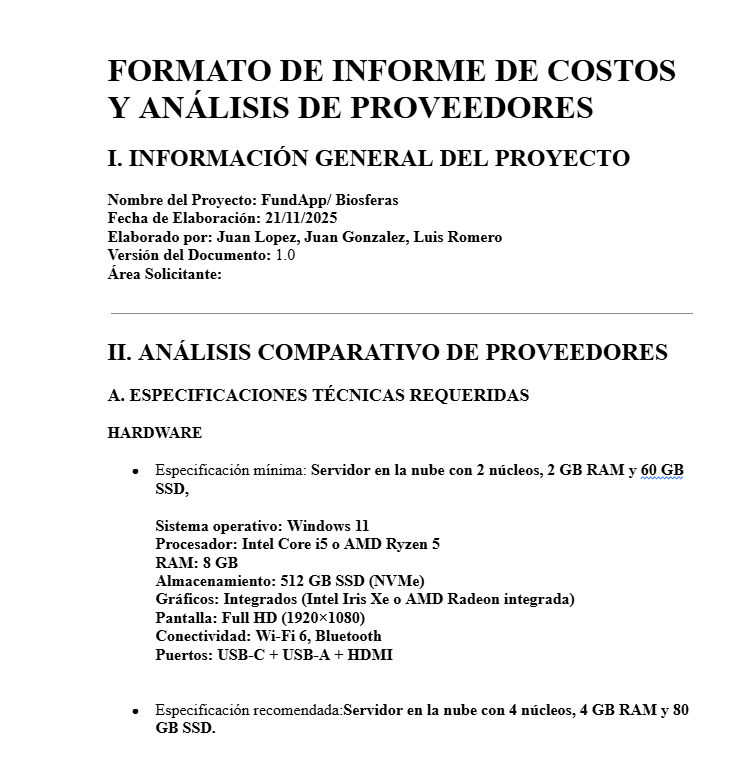 FORMATO DE INFORME DE COSTOS
Y ANÁLISIS DE PROVEEDORES
I. INFORMACIÓN GENERAL DEL PROYECTO
Nombre del Proyecto: FundApp/ Biosferas
Fecha de Elaboración: 21/11/2025
Elaborado por: Juan Lopez, Juan Gonzalez, Luis Romero
Versión del Documento: 1.0
Área Solicitante:
II. ANÁLISIS COMPARATIVO DE PROVEEDORES
A. ESPECIFICACIONES TÉCNICAS REQUERIDAS
HARDWARE
• Especificación mínima: Servidor en la nube con 2 núcleos, 2 GB RAM y 60 GB
SSD,
Sistema operativo: Windows 11
Procesador: Intel Core i5 o AMD Ryzen 5
RAM: 8 GB
Almacenamiento: 512 GB SSD (NVMe)
Gráficos: Integrados (Intel Iris Xe o AMD Radeon integrada)
Pantalla: Full HD (1920×1080)
Conectividad: Wi-Fi 6, Bluetooth
Puertos: USB-C + USB-A + HDMI
• Especificación recomendada:Servidor en la nube con 4 núcleos, 4 GB RAM y 80
GB SSD.